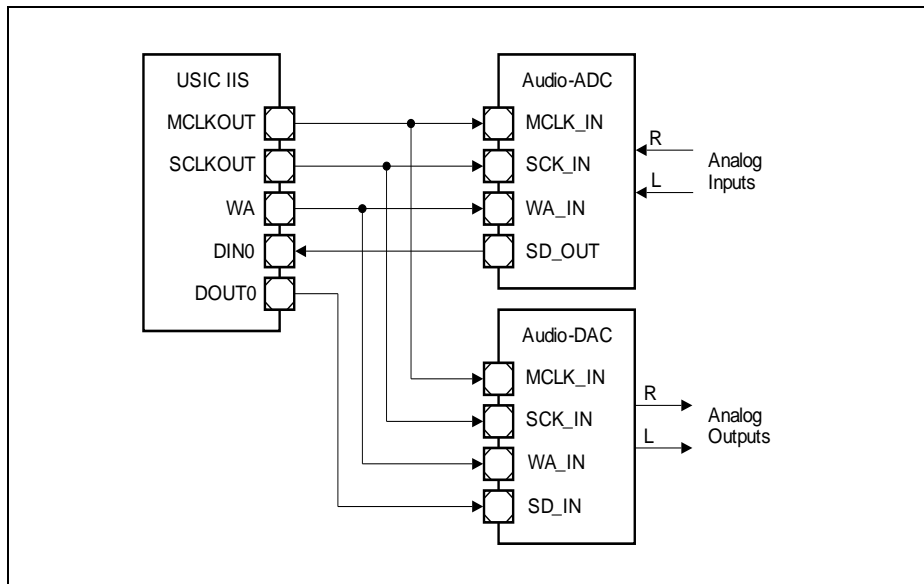 USIC IIS
MCLKOUT
SCLKOUT
WA
DIN0
DOUT0
Audio-ADC
MCLK_IN
SCK_IN
WA_IN
SD_OUT
R
L
Analog
Inputs
Audio-DAC
MCLK_IN
SCK_IN
WA_IN
SD_IN
R
L
Analog
Outputs